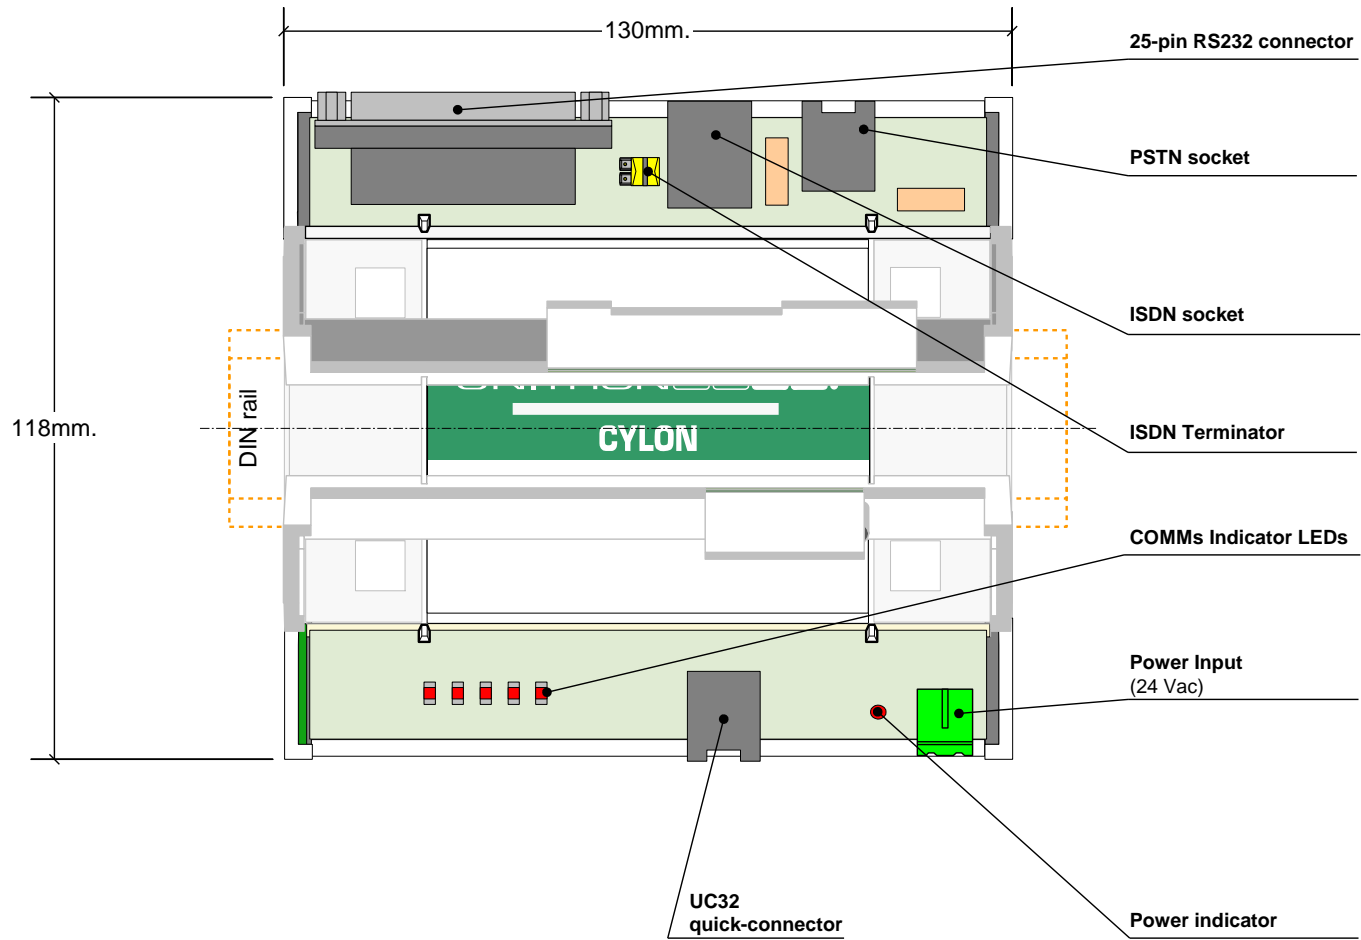 130mm.
25-pin RS232 connector
PSTN socket
ISDN socket
118mm.
DIN rail
CYLON
ISDN Terminator
COMMs Indicator LEDs
Power Input
(24 Vac)
UC32
quick-connector
Power indicator